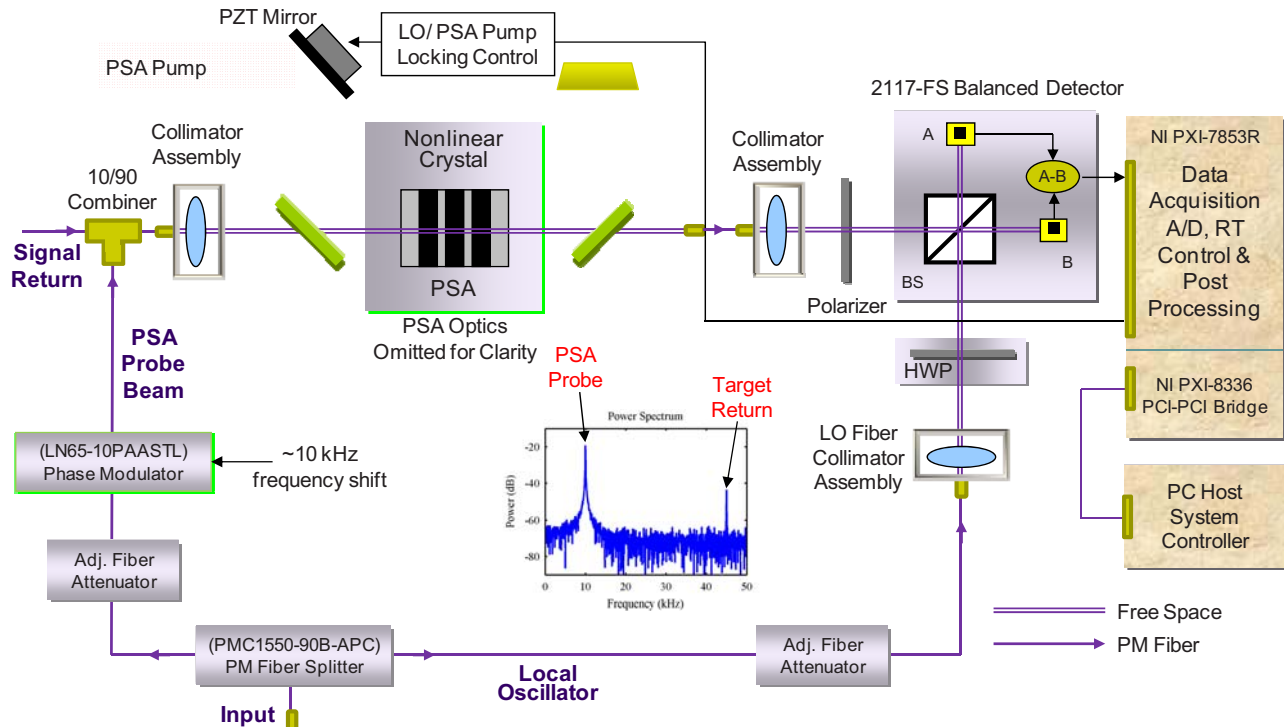 PZT Mirror
LO/ PSA Pump
Locking Control
PSA Pump
2117-FS Balanced Detector
Collimator
Assembly
Nonlinear
Crystal
PSA
PSA Optics
Omitted for Clarity
10/90
Combiner
Signal
Return
Collimator
Assembly
Polarizer
A
A-B
B
BS
NI PXI-7853R
Data
Acquisition
A/D, RT
Control &
Post
Processing
PSA
Probe
Beam
HWP
NI PXI-8336
PCI-PCI Bridge
PSA
Probe
Target
Return
Power Spectrum
Power (dB)
-20
-40
-60
-80
0
10
20
30
40
50
Frequency (kHz)
(LN65-10PAASTL)
Phase Modulator
~10 kHz
frequency shift
LO Fiber
Collimator
Assembly
PC Host
System
Controller
Adj. Fiber
Attenuator
(PMC1550-90B-APC)
PM Fiber Splitter
Local
Oscillator
Adj. Fiber
Attenuator
Free Space
PM Fiber
Input